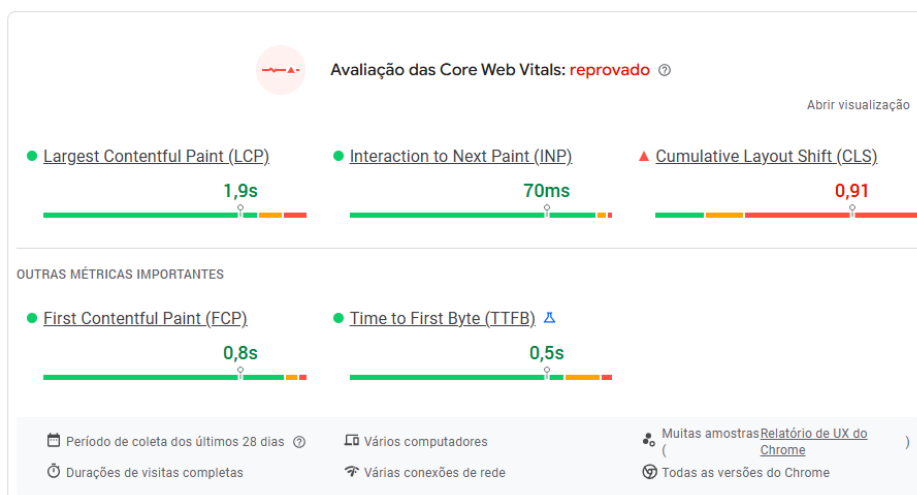 Avaliação das Core Web Vitals: reprovado
Abrir visualização
Largest Contentful Paint (LCP)
1,9s
Interaction to Next Paint (INP)
70ms
Cumulative Layout Shift (CLS)
0,91
OUTRAS MÉTRICAS IMPORTANTES
First Contentful Paint (FCP)
0,8s
Time to First Byte (TTFB)
0,5s
Período de coleta dos últimos 28 dias
Vários computadores
Muitas amostras Relatório de UX do
( Chrome )
Durações de visitas completas
Várias conexões de rede
Todas as versões do Chrome